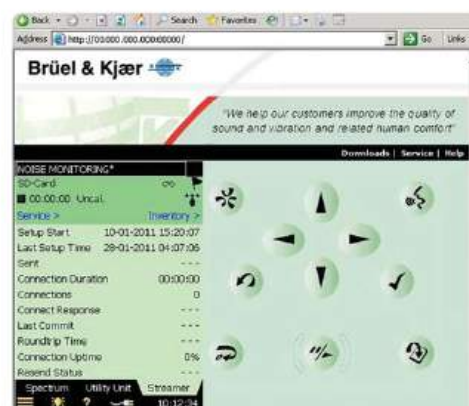 Back
Search Favorites
Address http://00000.000.000:00000/ Go Links
Brüel & Kjær
"We help our customers improve the quality of
sound and vibration and related human comfort"
Downloads | Service | Help
NOISE MONITORING*
SD-Card
00:00:00 Uncal.
Service > Inventory >
Setup Start 10-01-2011 15:20:07
Last Setup Time 28-01-2011 04:07:06
Sent ---
Connection Duration 00:00:00
Connections 0
Connect Response ---
Last Commit ---
Roundtrip Time ---
Connection Uptime 0%
Resend Status ---
Spectrum Utility Unit Streamer
? 10:12:34